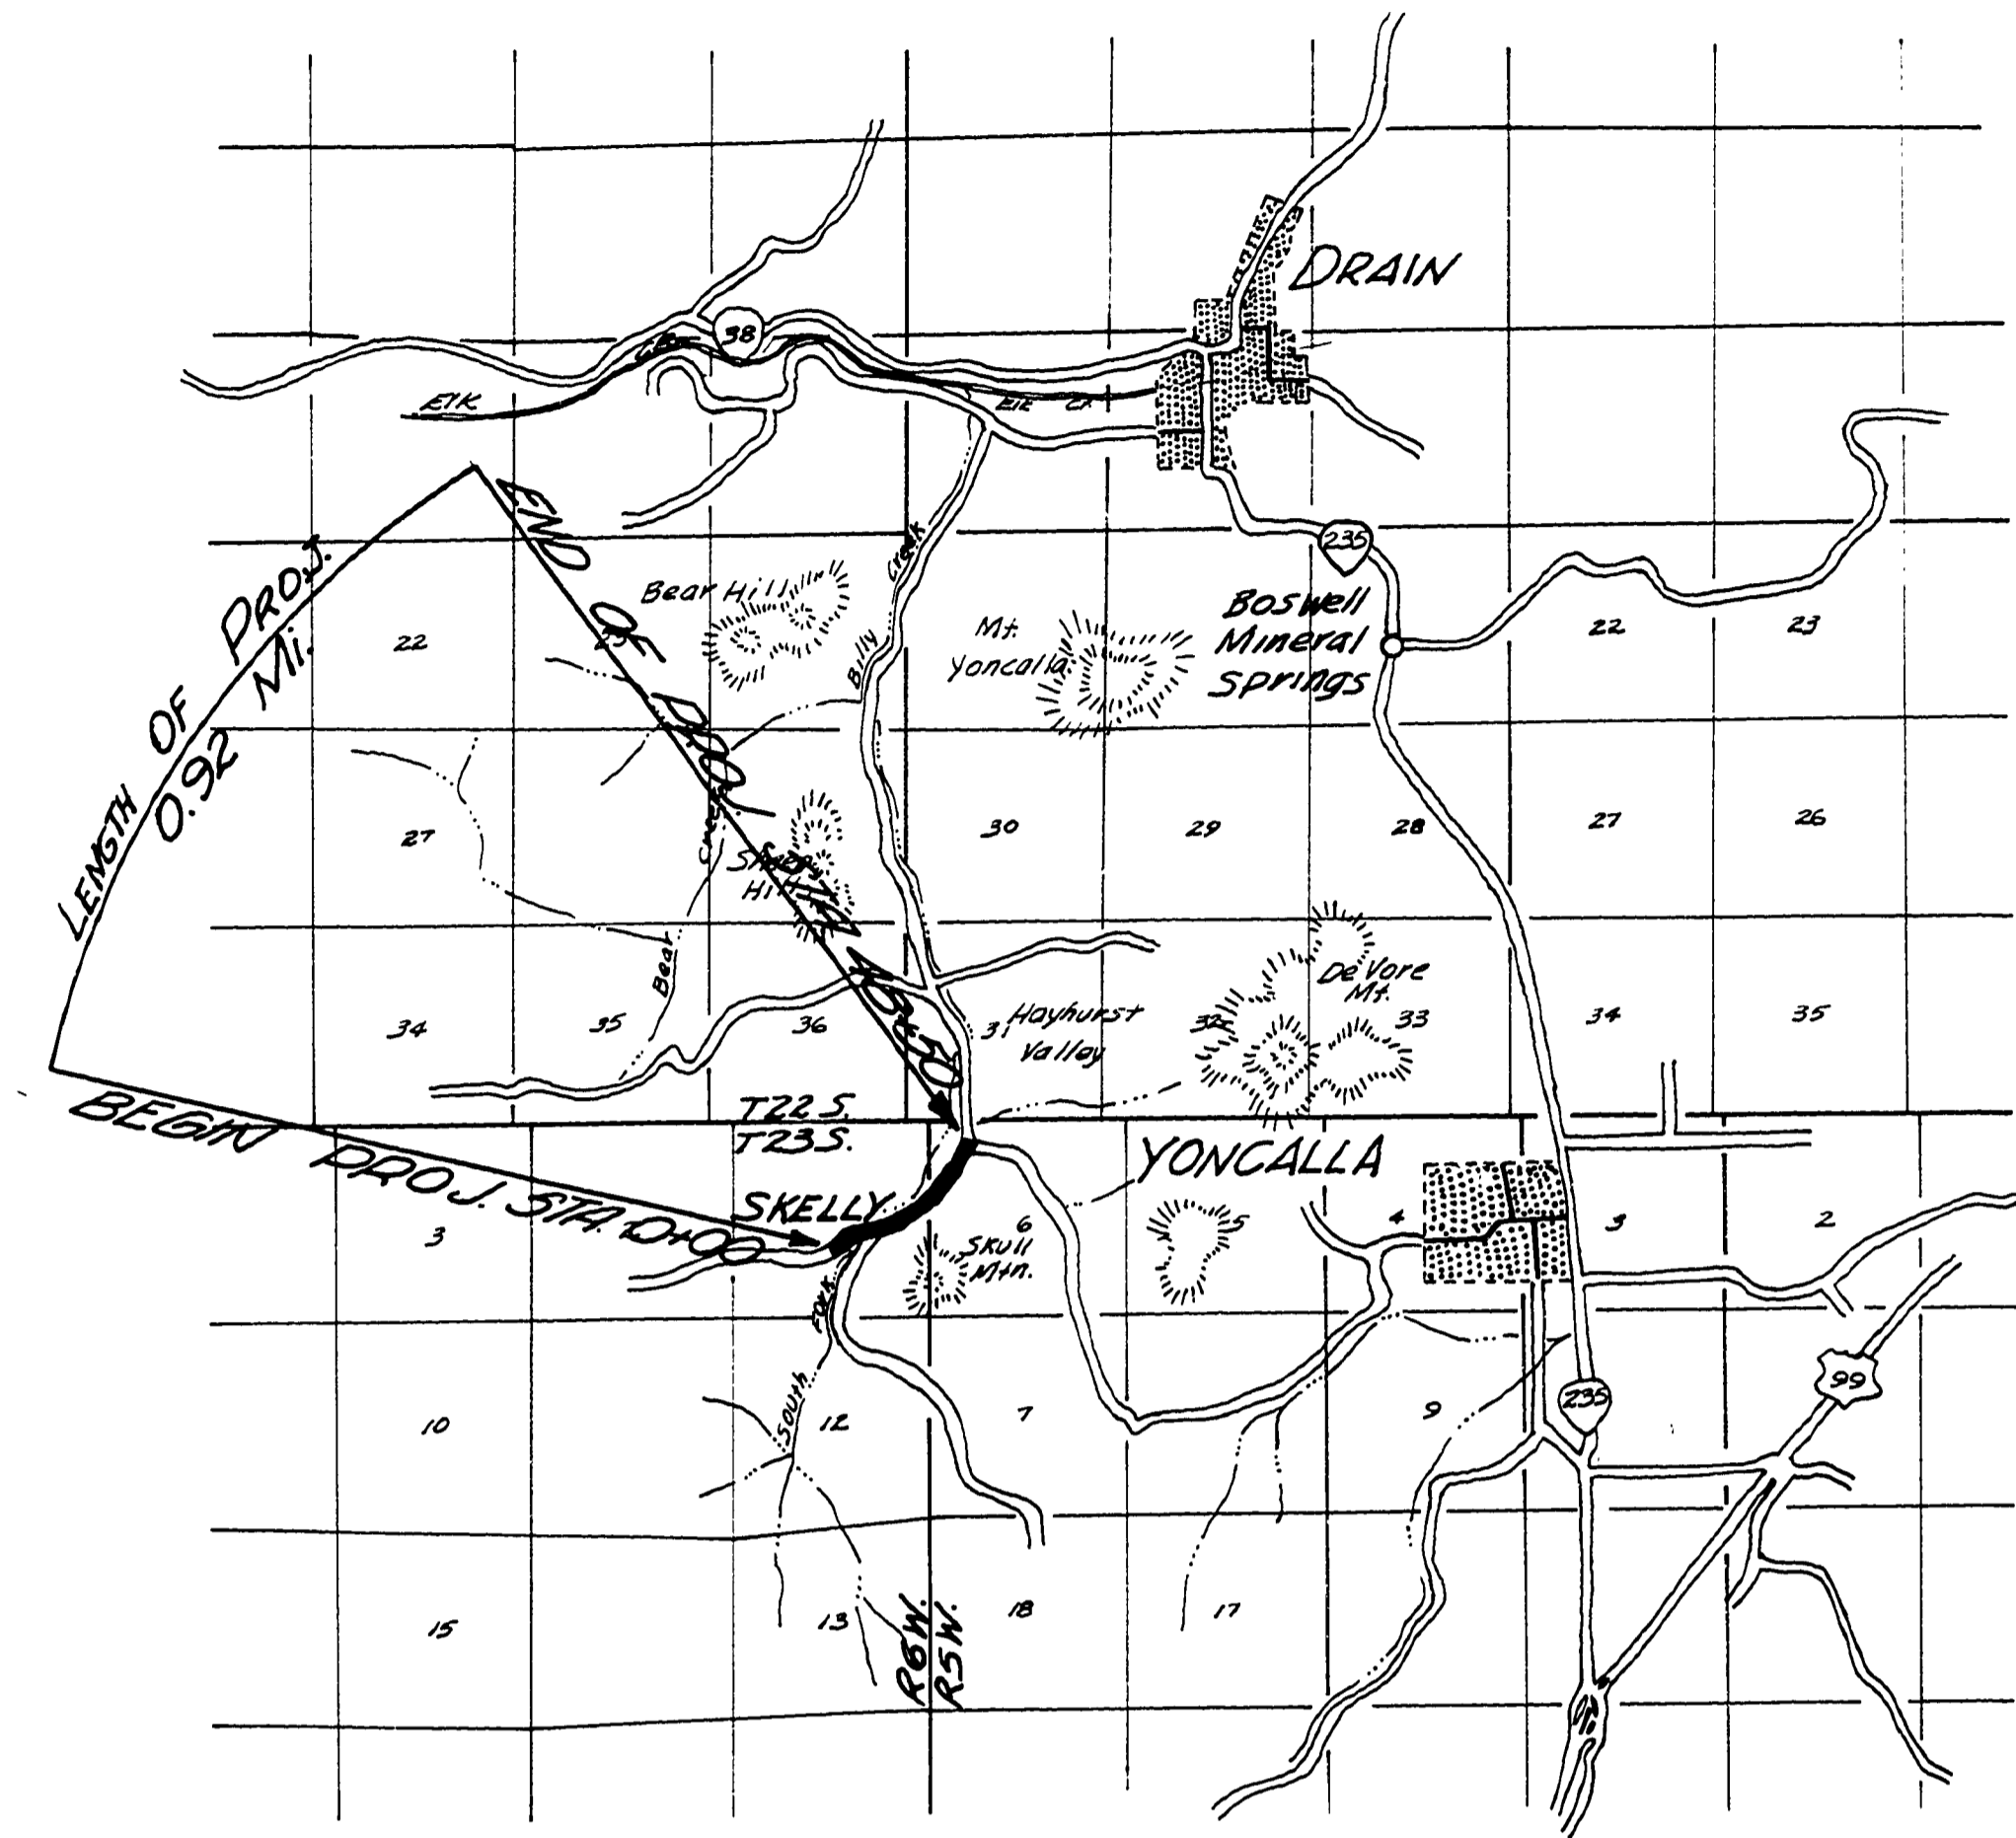 DRAIN
38
Elk
Elk Cr.
235
LENGTH OF PROJ.
0.92 Mi.
END OF PROJ.
STA. 48+50
Bear Hill
Billy Creek
Mt.
Yoncalla
Boswell
Mineral
Springs
22
23
22
23
27
30
29
28
27
26
Bear Creek
Hill
34
35
36
31
Hayhurst
Valley
32
De Vore
Mt.
33
34
35
T22 S.
T23 S.
BEGIN PROJ. STA. 0+00
SKELLY
YONCALLA
3
6
5
4
3
2
Skull
Mtn.
South Fork
10
12
7
9
235
99
15
13
18
17
R6W.
R5W.